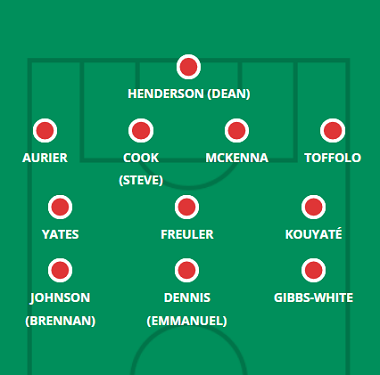 HENDERSON (DEAN)
AURIER COOK MCKENNA TOFFOLO
(STEVE)
YATES FREULER KOUYATÉ
JOHNSON DENNIS GIBBS-WHITE
(BRENNAN) (EMMANUEL)